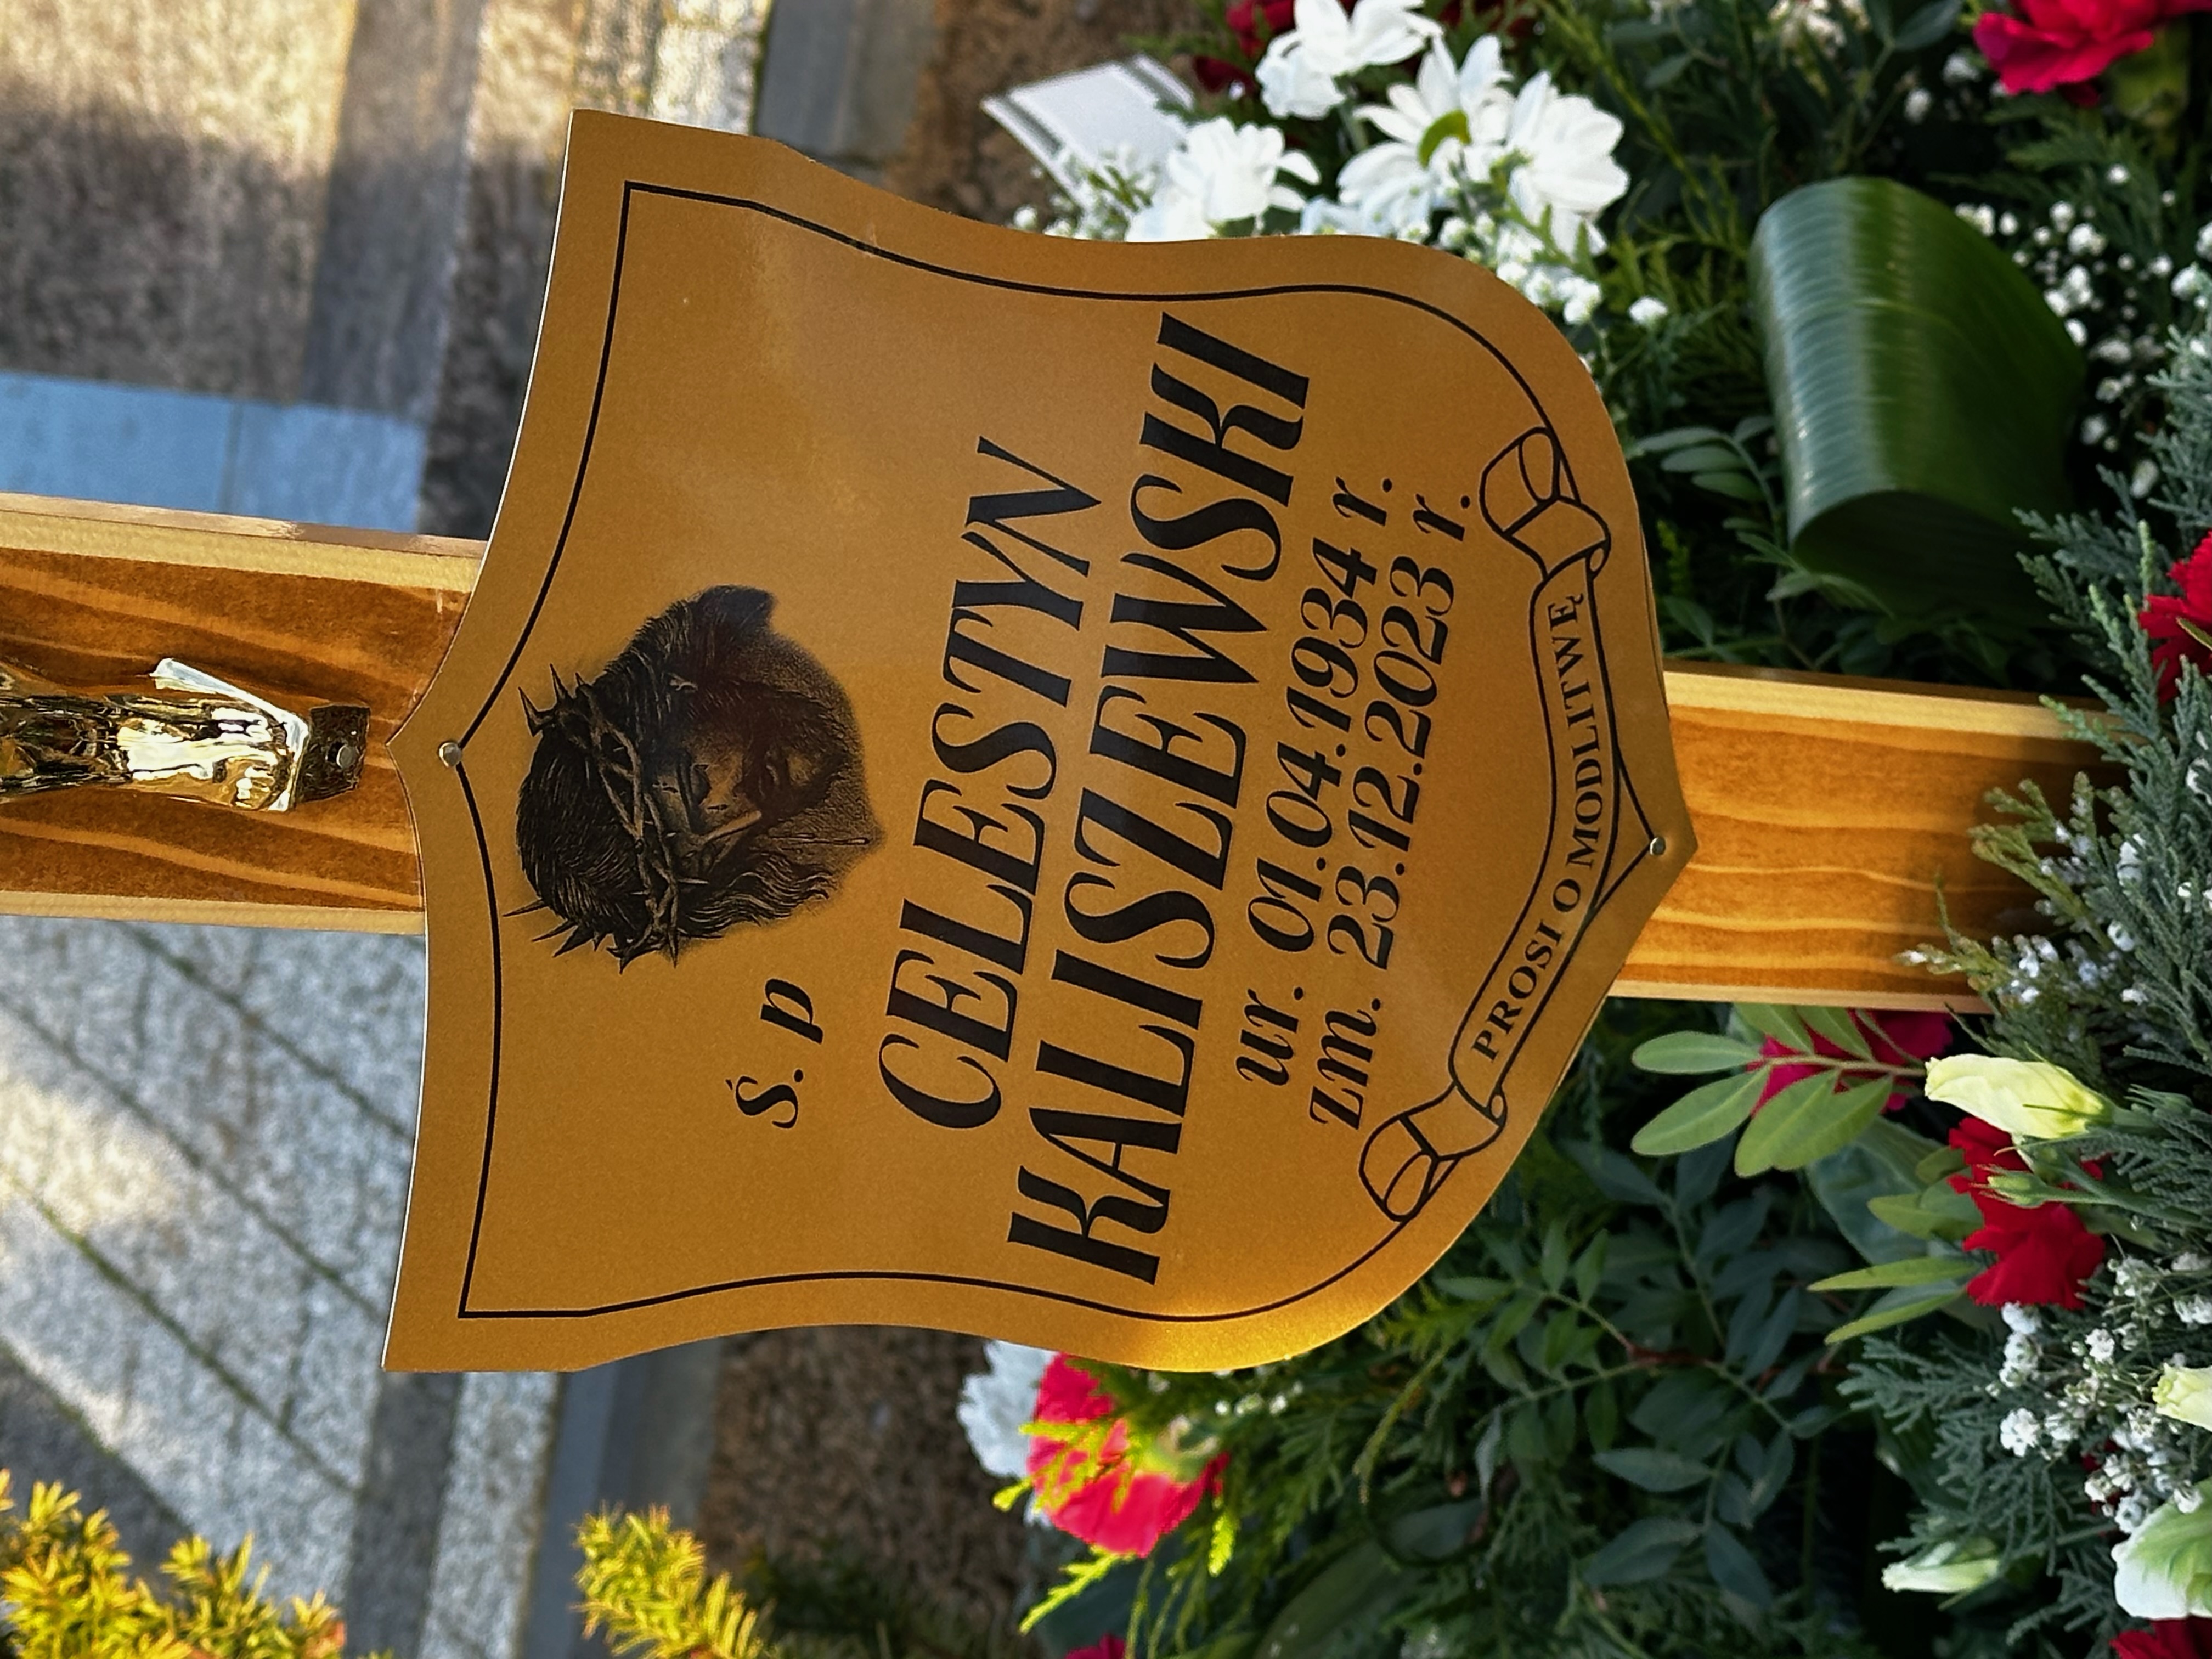 Ś. p
CELESTYN
KALISZEWSKI
ur. 01.04.1934 r.
zm. 23.12.2023 r.
PROSI O MODLITWĘ